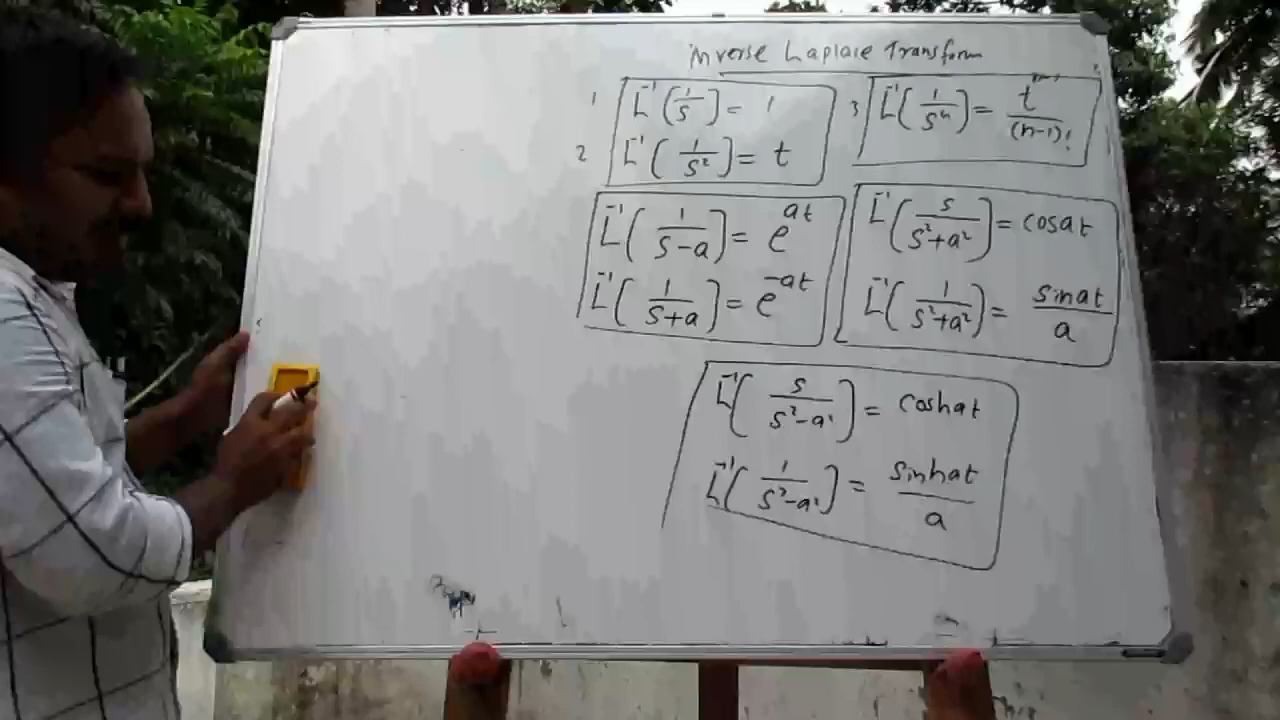 Inverse Laplace Transform
1 L⁻¹(1/s) = 1
2 L⁻¹(1/s²) = t
3 L⁻¹(1/sⁿ) = tⁿ⁻¹/(n-1)!
L⁻¹(1/(s-a)) = e^at
L⁻¹(1/(s+a)) = e^-at
L⁻¹(s/(s²+a²)) = cosat
L⁻¹(1/(s²+a²)) = sinat/a
L⁻¹(s/(s²-a²)) = coshat
L⁻¹(1/(s²-a²)) = sinhat/a